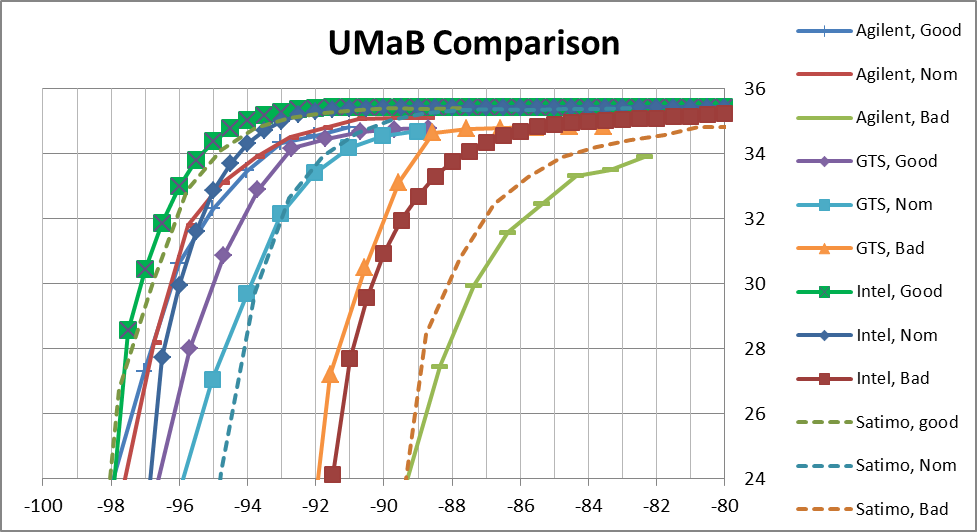 UMaB Comparison
36
34
32
30
28
26
24
-100
-98
-96
-94
-92
-90
-88
-86
-84
-82
-80
Agilent, Good
Agilent, Nom
Agilent, Bad
GTS, Good
GTS, Nom
GTS, Bad
Intel, Good
Intel, Nom
Intel, Bad
Satimo, good
Satimo, Nom
Satimo, Bad